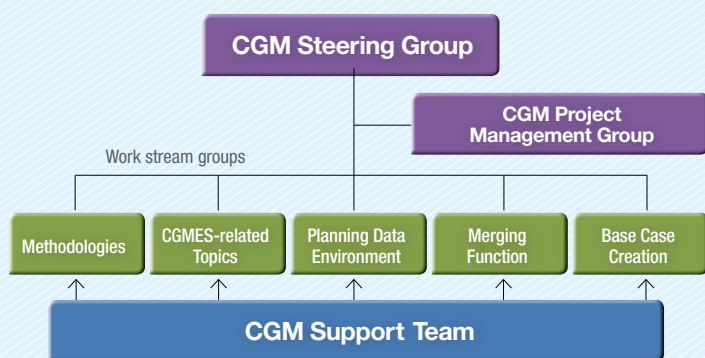 CGM Steering Group
CGM Project
Management Group
Work stream groups
Methodologies
CGMES-related
Topics
Planning Data
Environment
Merging
Function
Base Case
Creation
CGM Support Team